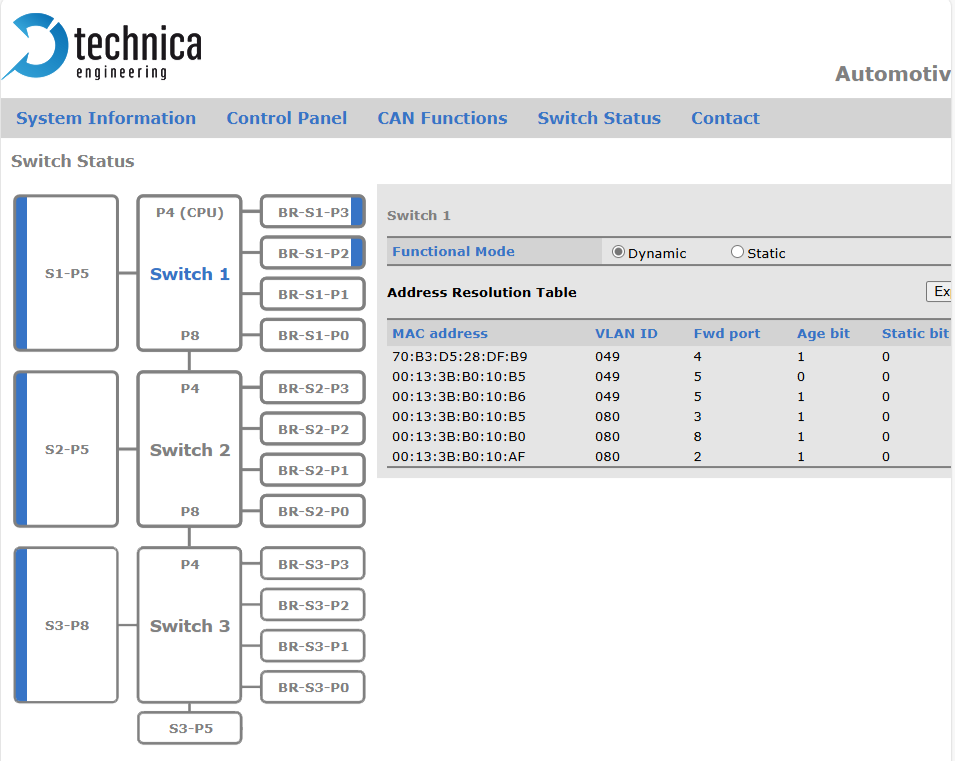 technica
engineering
Automotiv
System Information Control Panel CAN Functions Switch Status Contact
Switch Status
S1-P5
P4 (CPU)
Switch 1
P8
BR-S1-P3
BR-S1-P2
BR-S1-P1
BR-S1-P0
S2-P5
P4
Switch 2
P8
BR-S2-P3
BR-S2-P2
BR-S2-P1
BR-S2-P0
S3-P8
P4
Switch 3
BR-S3-P3
BR-S3-P2
BR-S3-P1
BR-S3-P0
S3-P5
Switch 1
Functional Mode Dynamic Static
Address Resolution Table Ex
MAC address VLAN ID Fwd port Age bit Static bit
70:B3:D5:28:DF:B9 049 4 1 0
00:13:3B:B0:10:B5 049 5 0 0
00:13:3B:B0:10:B6 049 5 1 0
00:13:3B:B0:10:B5 080 3 1 0
00:13:3B:B0:10:B0 080 8 1 0
00:13:3B:B0:10:AF 080 2 1 0